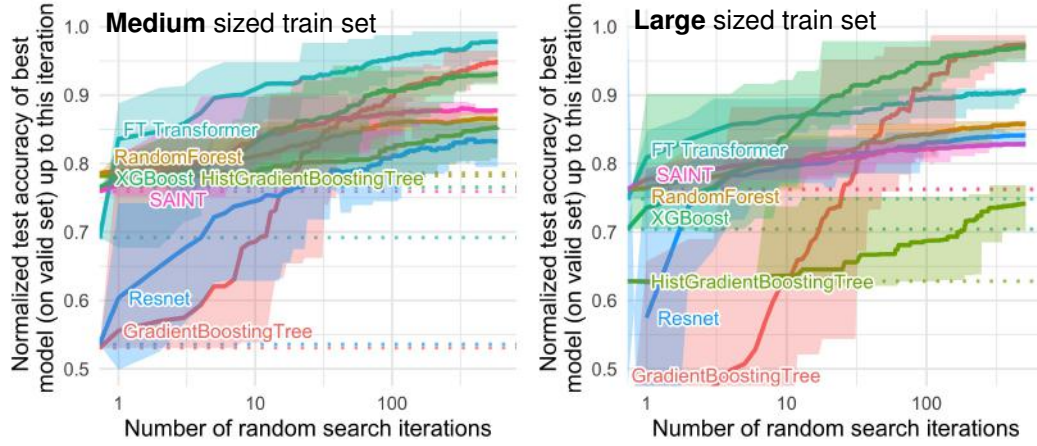 Medium sized train set
Normalized test accuracy of best
model (on valid set) up to this iteration
1.0
0.9
0.8
0.7
0.6
0.5
FT Transformer
RandomForest
XGBoost HistGradientBoostingTree
SAINT
Resnet
GradientBoostingTree
1 10 100
Number of random search iterations
Large sized train set
Normalized test accuracy of best
model (on valid set) up to this iteration
1.0
0.9
0.8
0.7
0.6
0.5
FT Transformer
SAINT
RandomForest
XGBoost
HistGradientBoostingTree
Resnet
GradientBoostingTree
1 10 100
Number of random search iterations